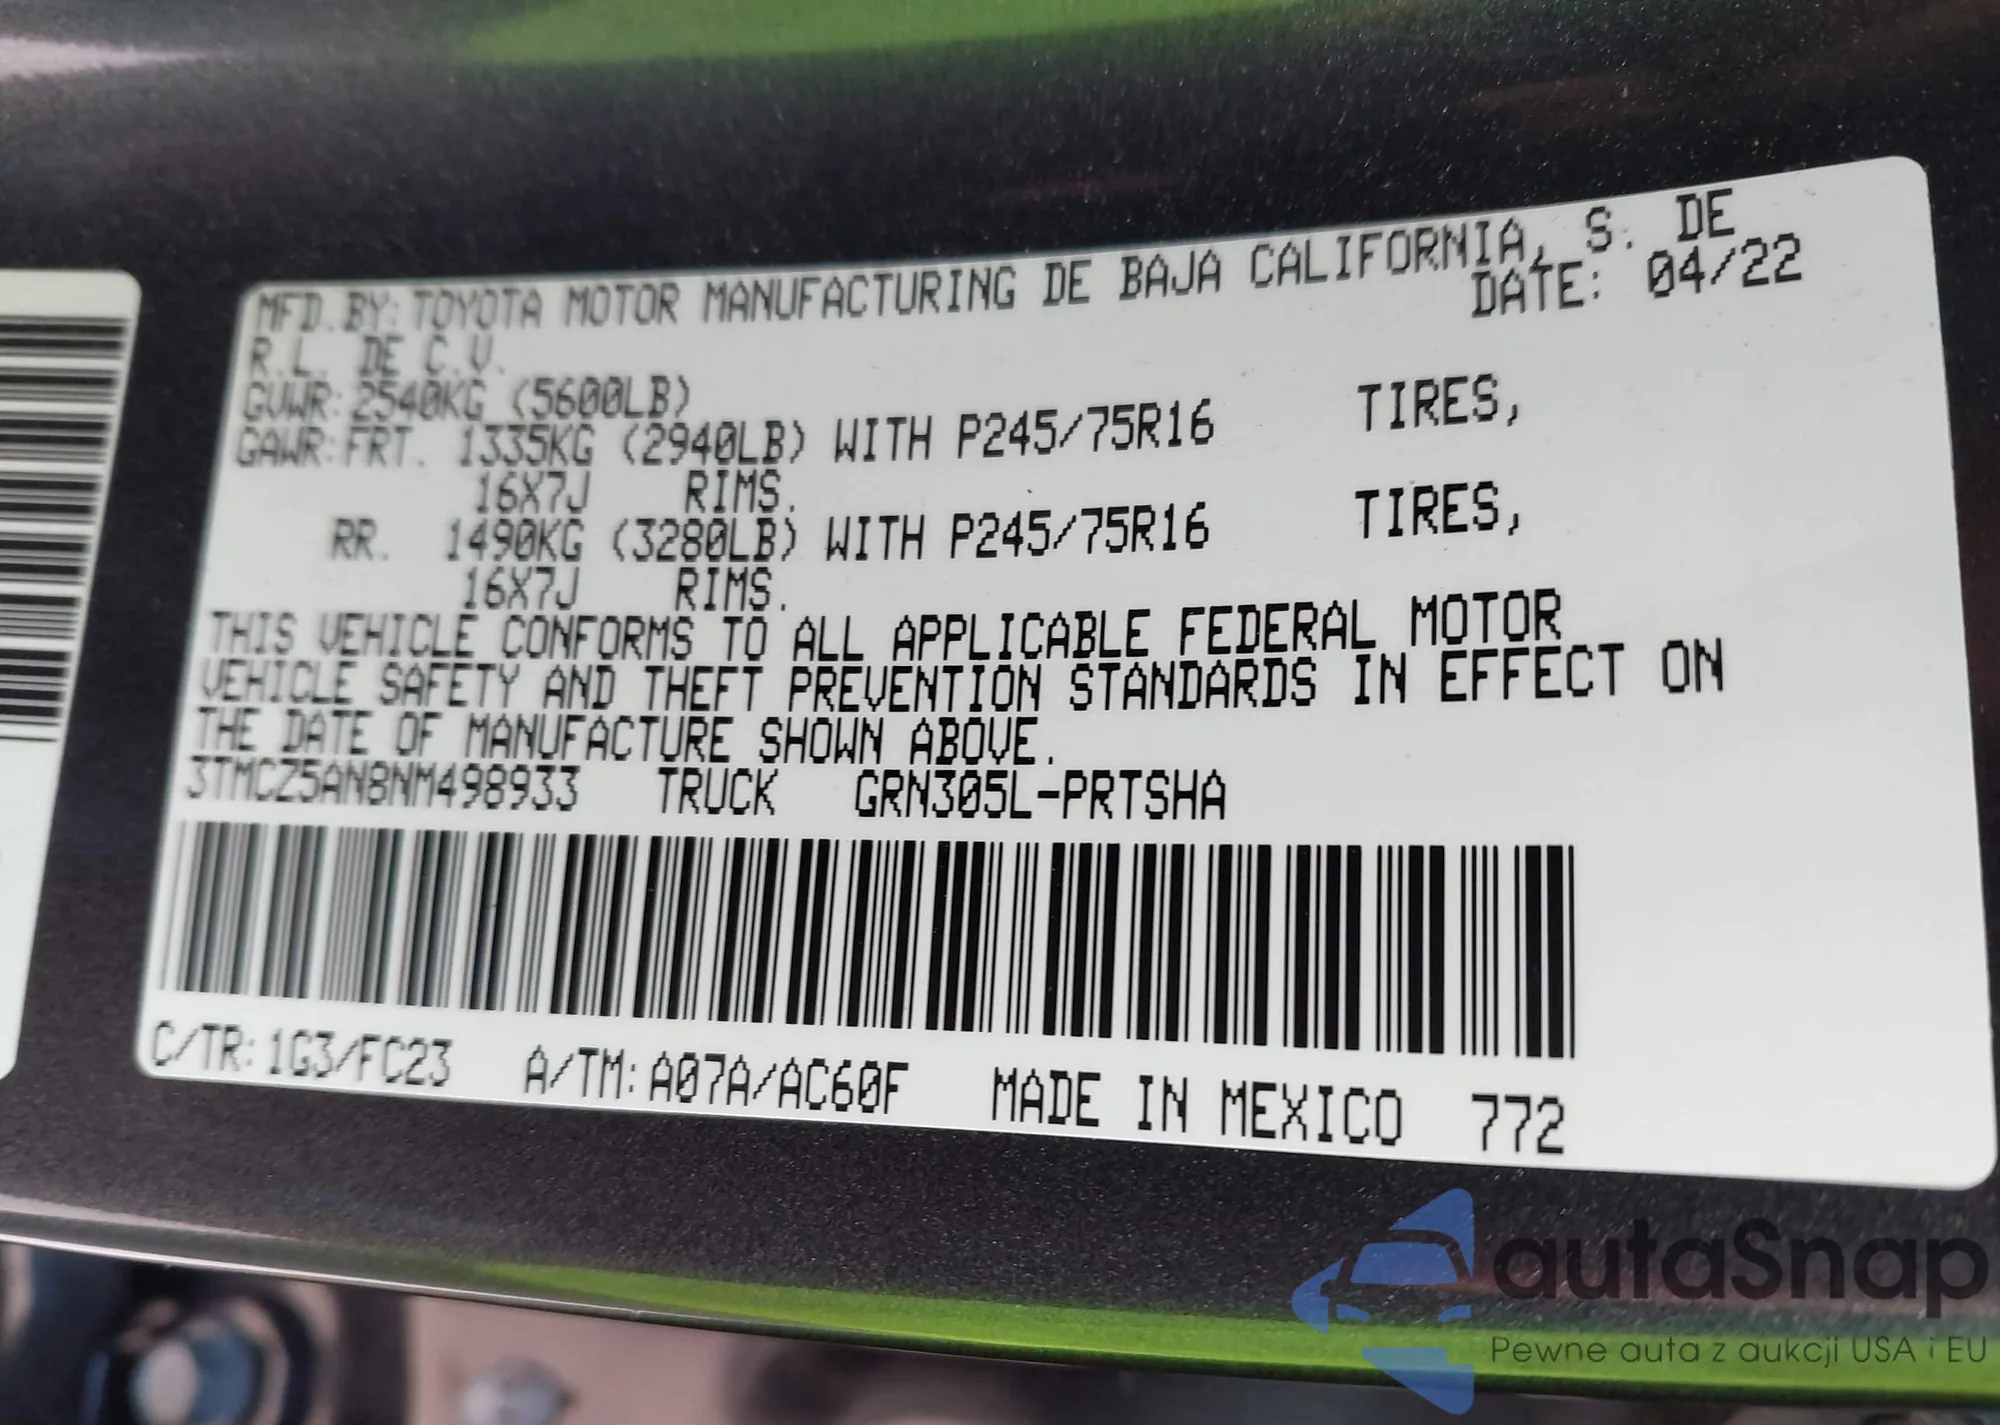 MFD.BY: TOYOTA MOTOR MANUFACTURING DE BAJA CALIFORNIA, S. DE
R.L. DE C.V. DATE: 04/22
GVWR: 2540KG (5600LB)
GAWR: FRT. 1335KG (2940LB) WITH P245/75R16 TIRES,
16X7J RIMS.
RR. 1490KG (3280LB) WITH P245/75R16 TIRES,
16X7J RIMS.
THIS VEHICLE CONFORMS TO ALL APPLICABLE FEDERAL MOTOR
VEHICLE SAFETY AND THEFT PREVENTION STANDARDS IN EFFECT ON
THE DATE OF MANUFACTURE SHOWN ABOVE.
3TMCZ5AN8NM498933 TRUCK GRN305L-PRTSHA
C/TR: 1G3/FC23 A/TM: A07A/AC60F MADE IN MEXICO 772
autaSnap
Pewne auta z aukcji USA i EU